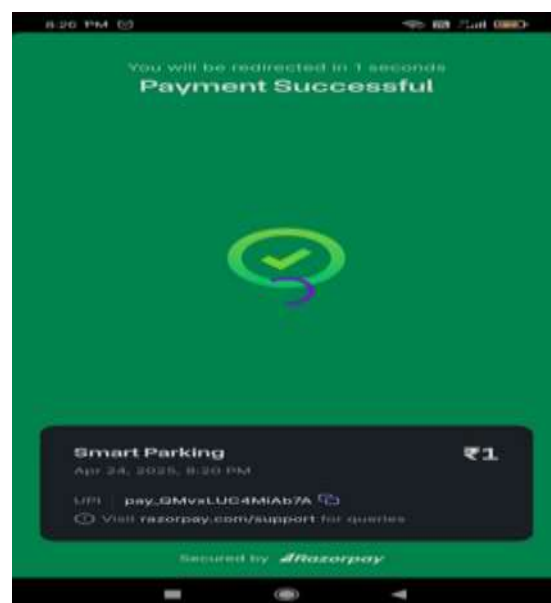 8:20 PM
You will be redirected in 1 seconds
Payment Successful
Smart Parking
₹1
Apr 24, 2025, 8:20 PM
UPI | pay_QMvxLUC4MiAb7A
Visit razorpay.com/support for queries
Secured by Razorpay